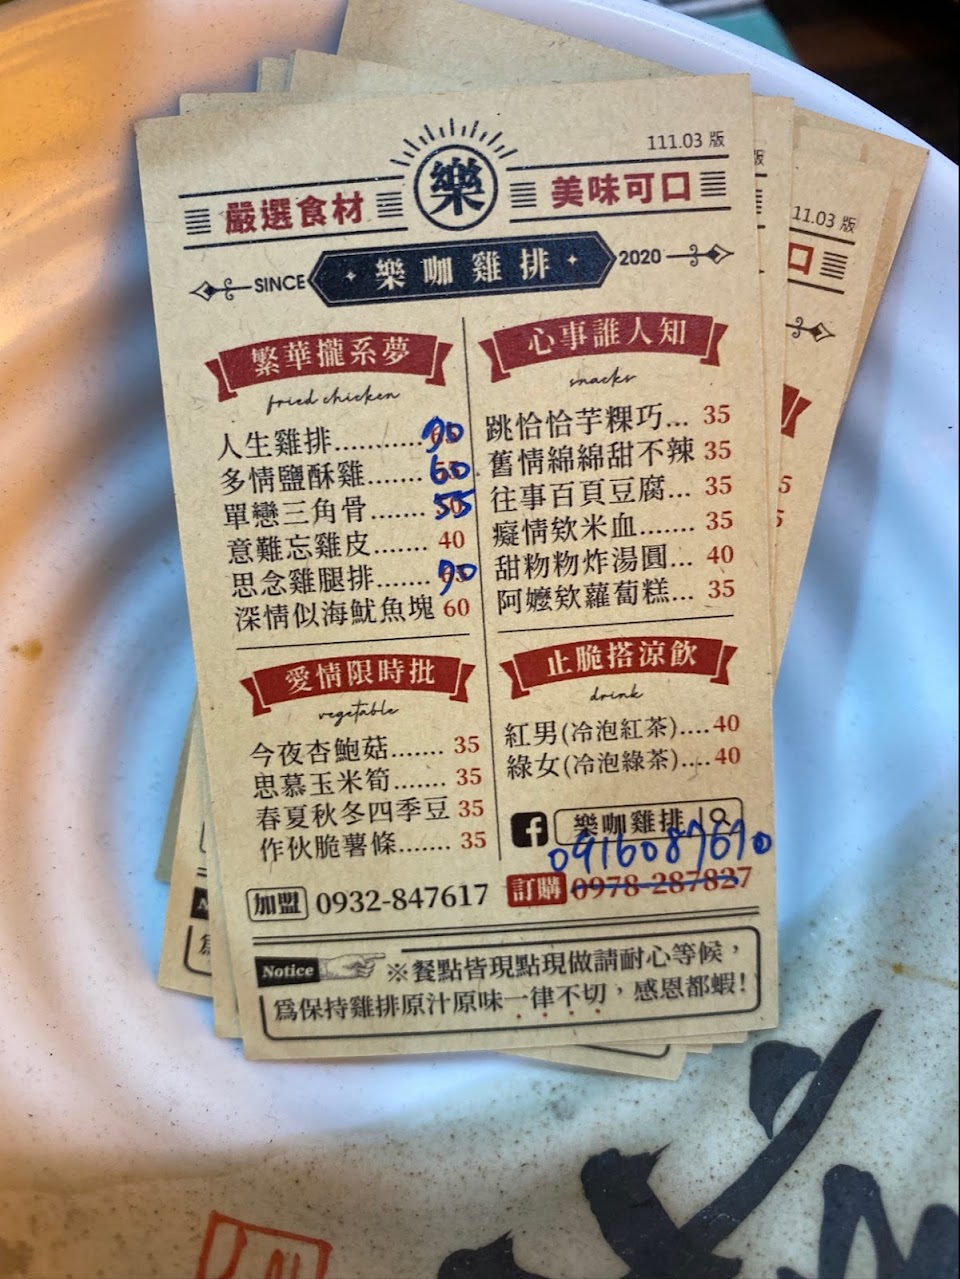 111.03 版
嚴選食材 樂 美味可口
SINCE 樂咖雞排 2020
繁華攏系夢
fried chicken
人生雞排..........70
多情鹽酥雞.......60
單戀三角骨.......55
意難忘雞皮...... 40
思念雞腿排.......70
深情似海魷魚塊 60
心事誰人知
snacks
跳恰恰芋粿巧... 35
舊情綿綿甜不辣 35
往事百頁豆腐... 35
癡情欸米血....... 35
甜粉粉炸湯圓... 40
阿嬤欸蘿蔔糕... 35
愛情限時批
vegetable
今夜杏鮑菇....... 35
思慕玉米筍....... 35
春夏秋冬四季豆 35
作伙脆薯條....... 35
止脆搭涼飲
drink
紅男(冷泡紅茶)....40
綠女(冷泡綠茶)....40
樂咖雞排
0916087670
加盟 0932-847617
訂購 0978-287827
Notice ※餐點皆現點現做請耐心等候，
為保持雞排原汁原味一律不切，感恩都蝦!
11.03 版